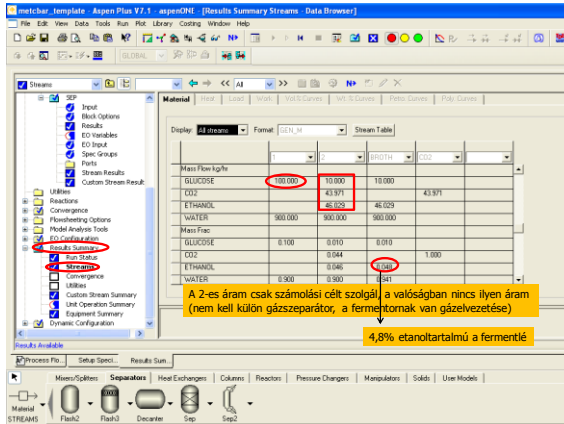 metcbar_template - Aspen Plus V7.1 - aspenONE - [Results Summary Streams - Data Browser]
File Edit View Data Tools Run Plot Library Costing Window Help
GLOBAL
Streams
All
N>
SEP
Input
Block Options
Results
EO Variables
EO Input
Spec Groups
Ports
Stream Results
Custom Stream Result
Utilities
Reactions
Convergence
Flowsheeting Options
Model Analysis Tools
EO Configuration
Results Summary
Run Status
Streams
Convergence
Utilities
Custom Stream Summary
Unit Operation Summary
Equipment Summary
Dynamic Configuration
Material Heat Load Work Vol.% Curves Wt. % Curves Petro. Curves Poly. Curves
Display: All streams Format: GEN_M Stream Table
1 2 BROTH CO2
Mass Flow kg/hr
GLUCOSE 100.000 10.000 10.000
CO2 43.971 43.971
ETHANOL 46.029 46.029
WATER 900.000 900.000 900.000
Mass Frac
GLUCOSE 0.100 0.010 0.010
CO2 0.044 1.000
ETHANOL 0.046 0.048
WATER 0.900 0.900 0.941
A 2-es áram csak számolási célt szolgál, a valóságban nincs ilyen áram
(nem kell külön gázszeparátor, a fermentornak van gázelvezetése)
4,8% etanoltartalmú a fermentlé
Results Available
Process Flo... Setup Speci... Results Sum...
Mixers/Splitters Separators Heat Exchangers Columns Reactors Pressure Changers Manipulators Solids User Models
Material
STREAMS Flash2 Flash3 Decanter Sep Sep2